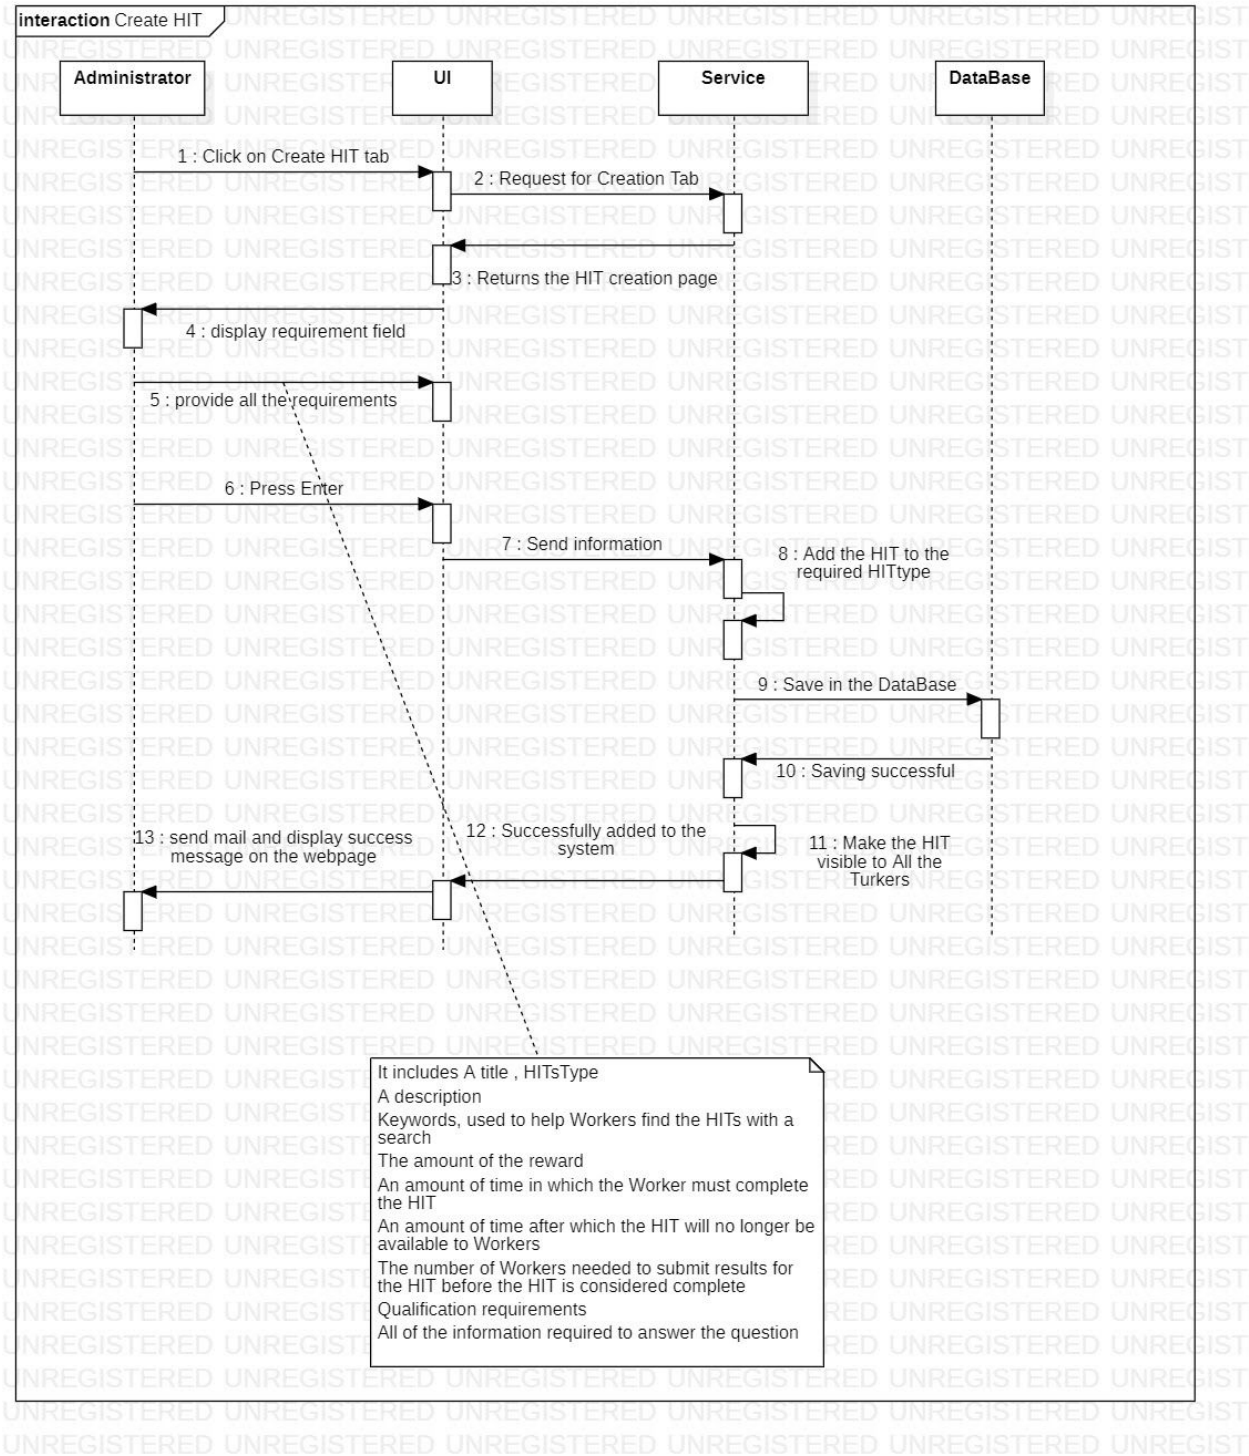 interaction Create HIT
Administrator
UI
Service
DataBase
1 : Click on Create HIT tab
2 : Request for Creation Tab
3 : Returns the HIT creation page
4 : display requirement field
5 : provide all the requirements
6 : Press Enter
7 : Send information
8 : Add the HIT to the
required HITtype
9 : Save in the DataBase
10 : Saving successful
11 : Make the HIT
visible to All the
Turkers
12 : Successfully added to the
system
13 : send mail and display success
message on the webpage
It includes A title , HITsType
A description
Keywords, used to help Workers find the HITs with a
search
The amount of the reward
An amount of time in which the Worker must complete
the HIT
An amount of time after which the HIT will no longer be
available to Workers
The number of Workers needed to submit results for
the HIT before the HIT is considered complete
Qualification requirements
All of the information required to answer the question
UNREGISTERED